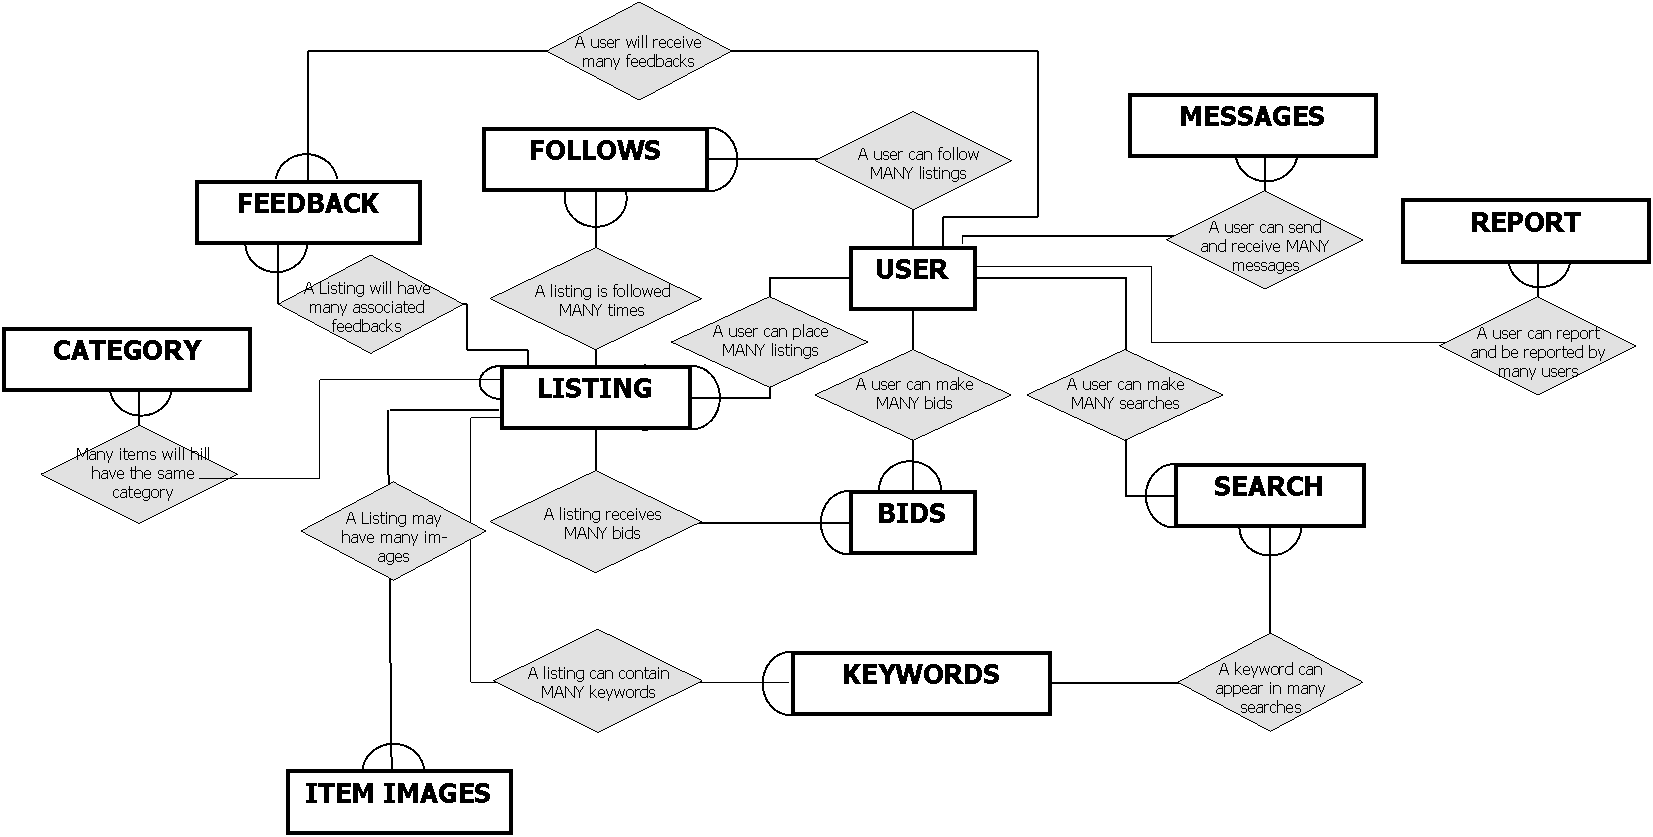 A user will receive
many feedbacks
MESSAGES
FOLLOWS
A user can follow
MANY listings
FEEDBACK
REPORT
A user can send
and receive MANY
messages
USER
A Listing will have
many associated
feedbacks
A listing is followed
MANY times
A user can place
MANY listings
A user can report
and be reported by
many users
CATEGORY
LISTING
A user can make
MANY bids
A user can make
MANY searches
Many items will hill
have the same
category
SEARCH
A Listing may
have many im-
ages
A listing receives
MANY bids
BIDS
A listing can contain
MANY keywords
KEYWORDS
A keyword can
appear in many
searches
ITEM IMAGES